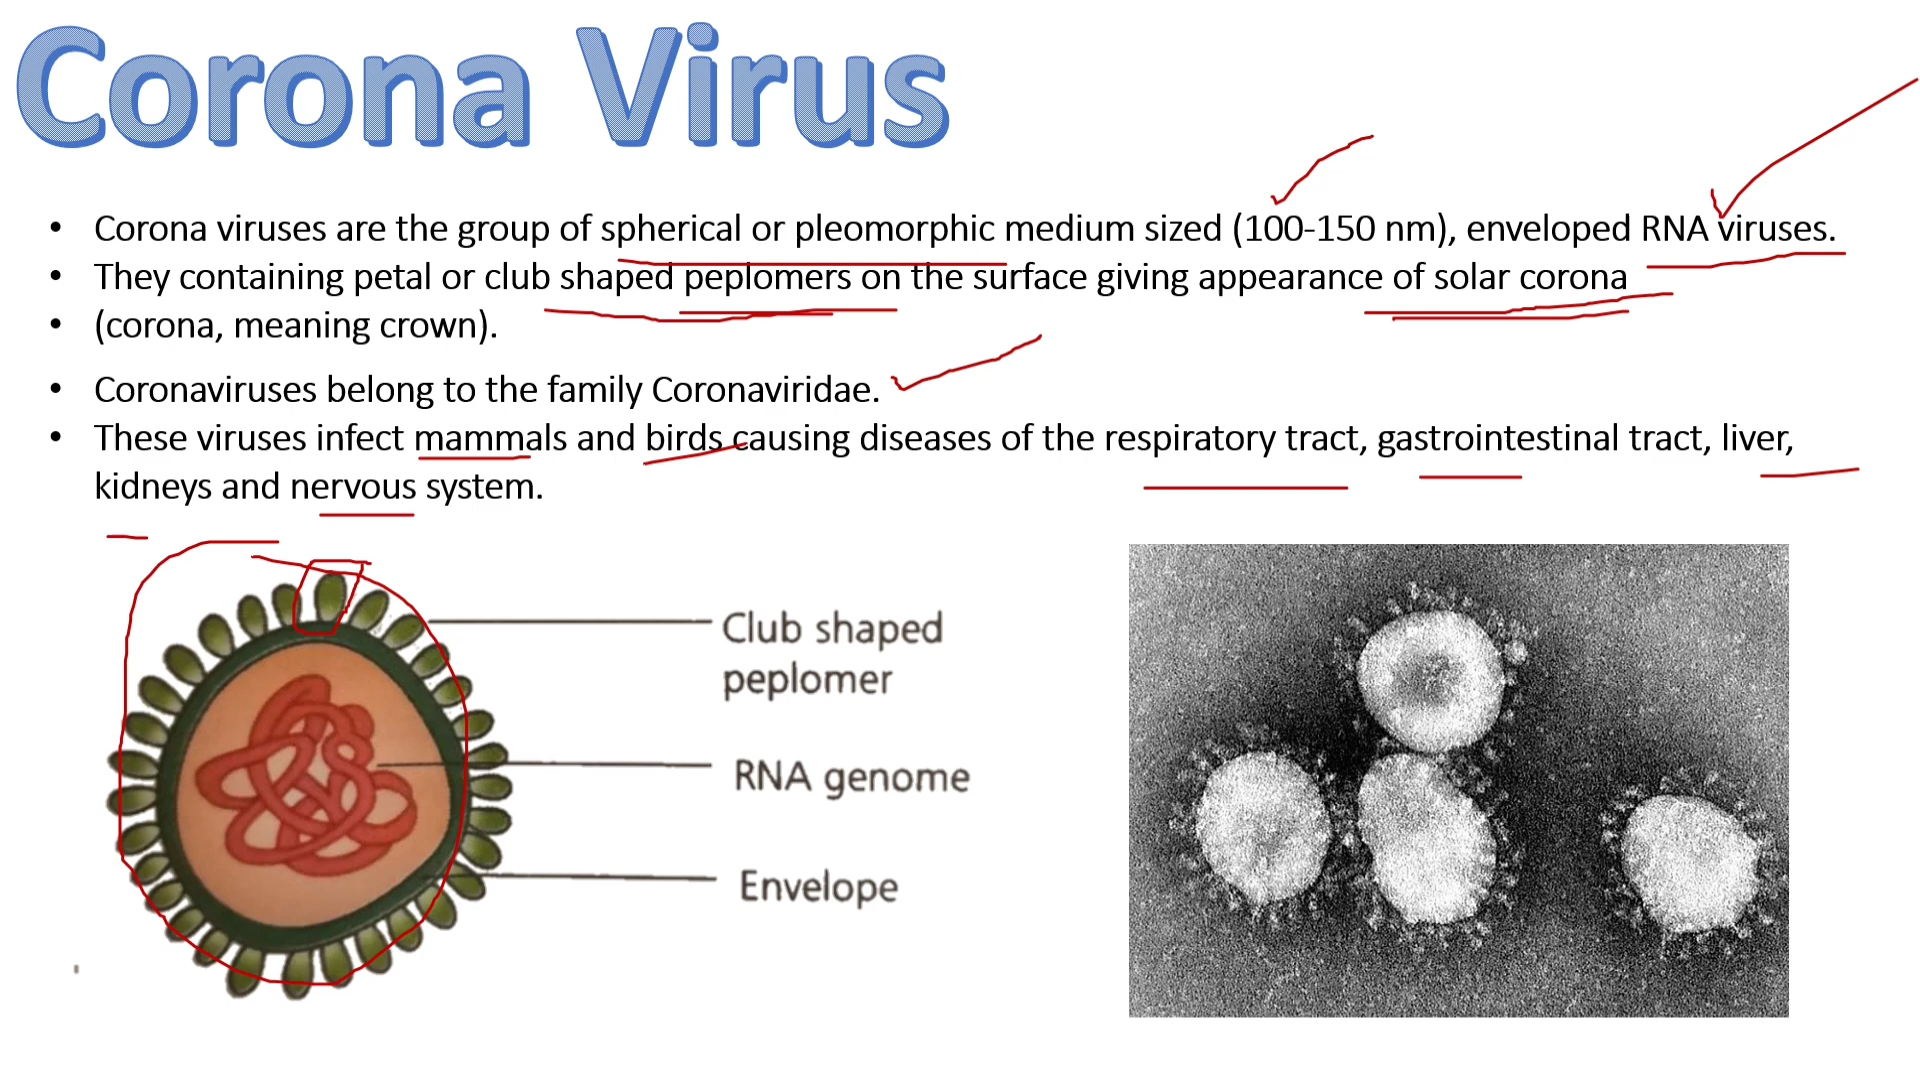 Corona Virus
• Corona viruses are the group of spherical or pleomorphic medium sized (100-150 nm), enveloped RNA viruses.
• They containing petal or club shaped peplomers on the surface giving appearance of solar corona
• (corona, meaning crown).
• Coronaviruses belong to the family Coronaviridae.
• These viruses infect mammals and birds causing diseases of the respiratory tract, gastrointestinal tract, liver,
kidneys and nervous system.
Club shaped
peplomer
RNA genome
Envelope